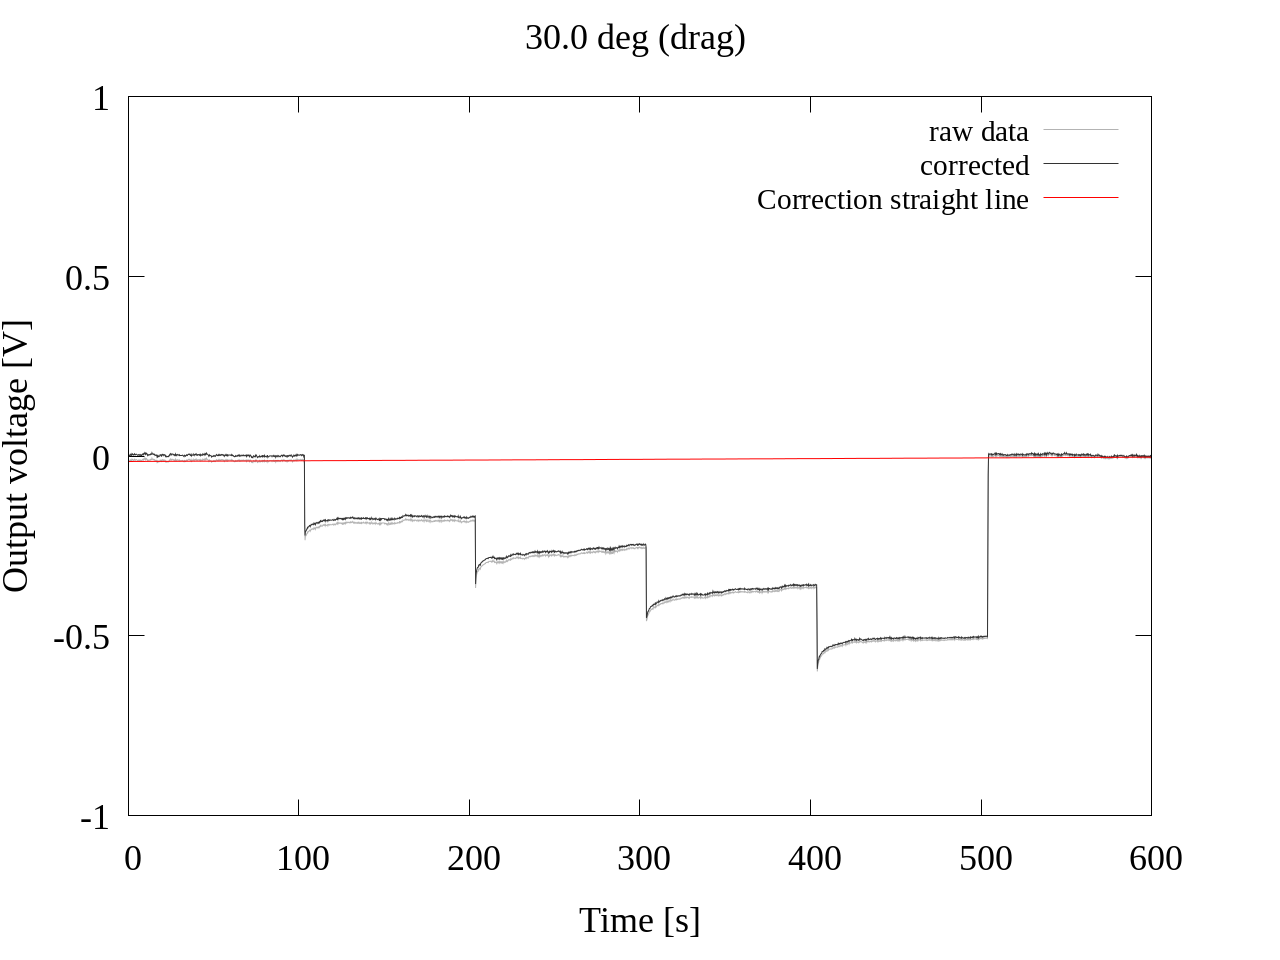 30.0 deg (drag)
1
0.5
0
-0.5
-1
Output voltage [V]
raw data
corrected
Correction straight line
0 100 200 300 400 500 600
Time [s]